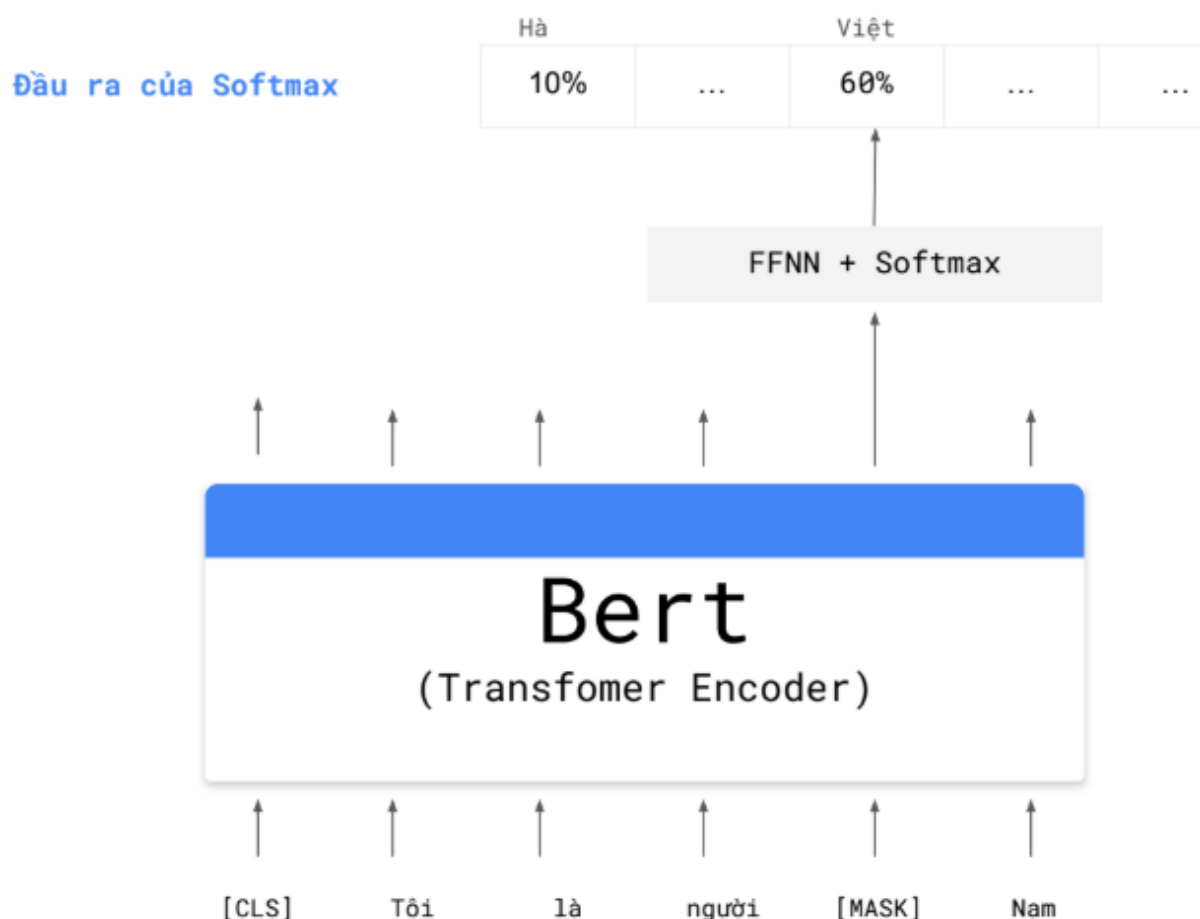 Hà Việt
Đầu ra của Softmax 10% ... 60% ... ...
FFNN + Softmax
Bert
(Transfomer Encoder)
[CLS] Tôi là người [MASK] Nam